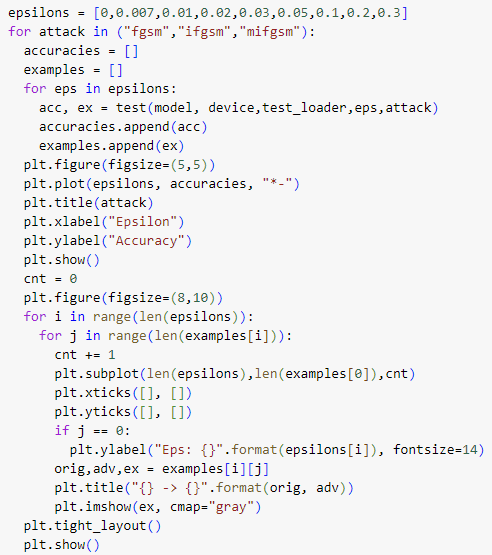 epsilons = [0,0.007,0.01,0.02,0.03,0.05,0.1,0.2,0.3]
for attack in ("fgsm","ifgsm","mifgsm"):
  accuracies = []
  examples = []
  for eps in epsilons:
    acc, ex = test(model, device,test_loader,eps,attack)
    accuracies.append(acc)
    examples.append(ex)
  plt.figure(figsize=(5,5))
  plt.plot(epsilons, accuracies, "*-")
  plt.title(attack)
  plt.xlabel("Epsilon")
  plt.ylabel("Accuracy")
  plt.show()
  cnt = 0
  plt.figure(figsize=(8,10))
  for i in range(len(epsilons)):
    for j in range(len(examples[i])):
      cnt += 1
      plt.subplot(len(epsilons),len(examples[0]),cnt)
      plt.xticks([], [])
      plt.yticks([], [])
      if j == 0:
        plt.ylabel("Eps: {}".format(epsilons[i]), fontsize=14)
      orig,adv,ex = examples[i][j]
      plt.title("{} -> {}".format(orig, adv))
      plt.imshow(ex, cmap="gray")
  plt.tight_layout()
  plt.show()